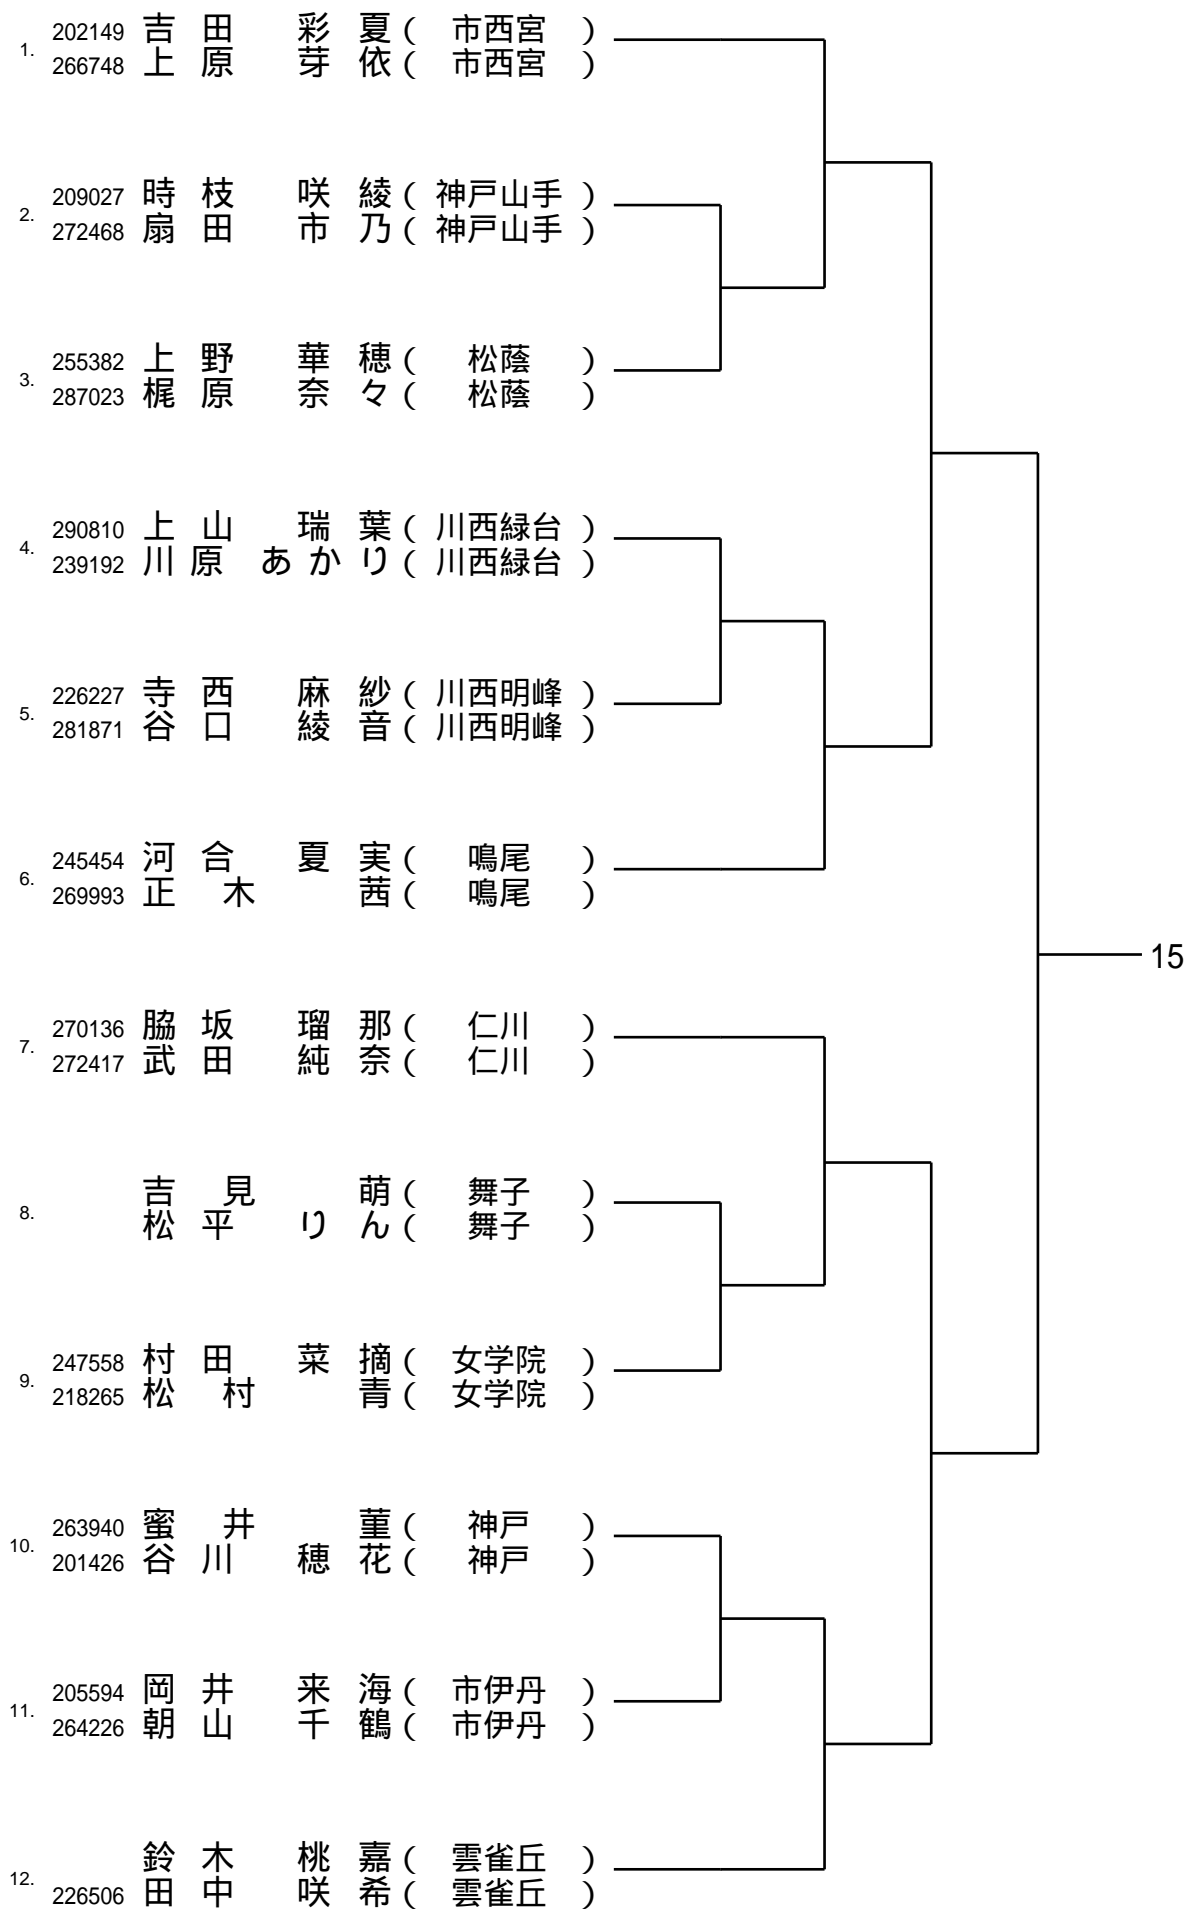 1. 202149 吉田 彩夏 ( 市西宮 )
266748 上原 芽依 ( 市西宮 )
2. 209027 時枝 咲綾 ( 神戸山手 )
272468 扇田 市乃 ( 神戸山手 )
3. 255382 上野 華穂 ( 松蔭 )
287023 梶原 奈々 ( 松蔭 )
4. 290810 上山 瑞葉 ( 川西緑台 )
239192 川原 あかり ( 川西緑台 )
5. 226227 寺西 麻紗 ( 川西明峰 )
281871 谷口 綾音 ( 川西明峰 )
6. 245454 河合 夏実 ( 鳴尾 )
269993 正木 茜 ( 鳴尾 )
15
7. 270136 脇坂 瑠那 ( 仁川 )
272417 武田 純奈 ( 仁川 )
8. 吉見 萌 ( 舞子 )
松平 りん ( 舞子 )
9. 247558 村田 菜摘 ( 女学院 )
218265 松村 青 ( 女学院 )
10. 263940 蜜井 菫 ( 神戸 )
201426 谷川 穂花 ( 神戸 )
11. 205594 岡井 来海 ( 市伊丹 )
264226 朝山 千鶴 ( 市伊丹 )
12. 鈴木 桃嘉 ( 雲雀丘 )
226506 田中 咲希 ( 雲雀丘 )